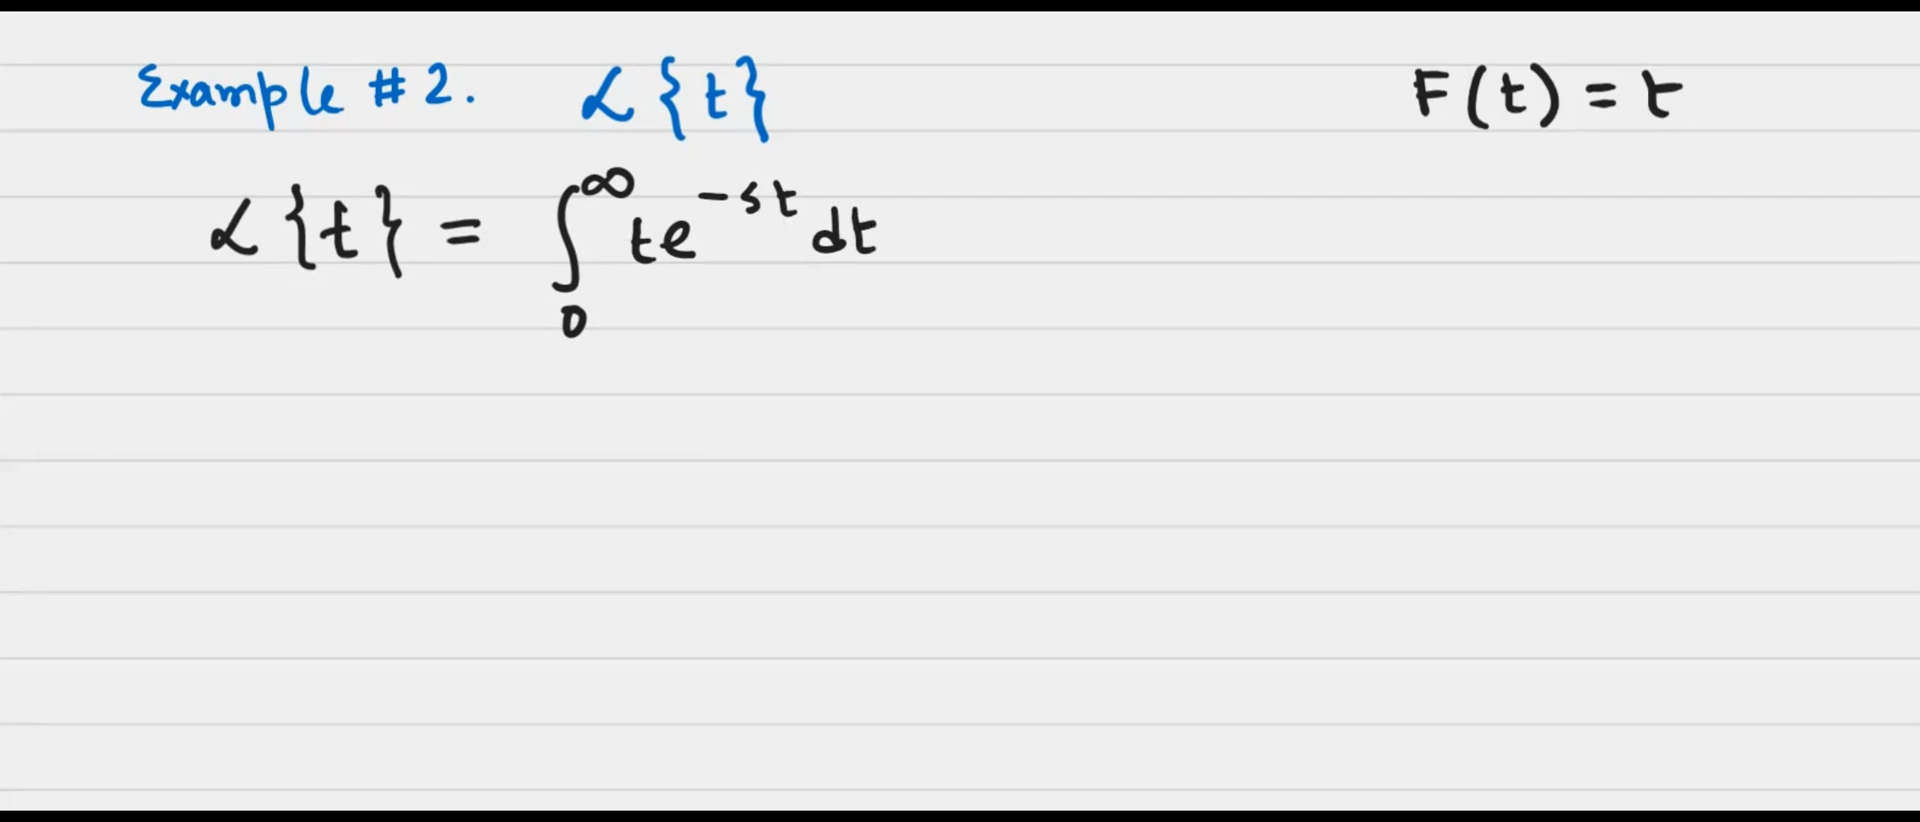 Example #2. ℒ{t} F(t) = t
ℒ{t} = ∫₀^∞ te^{-st} dt